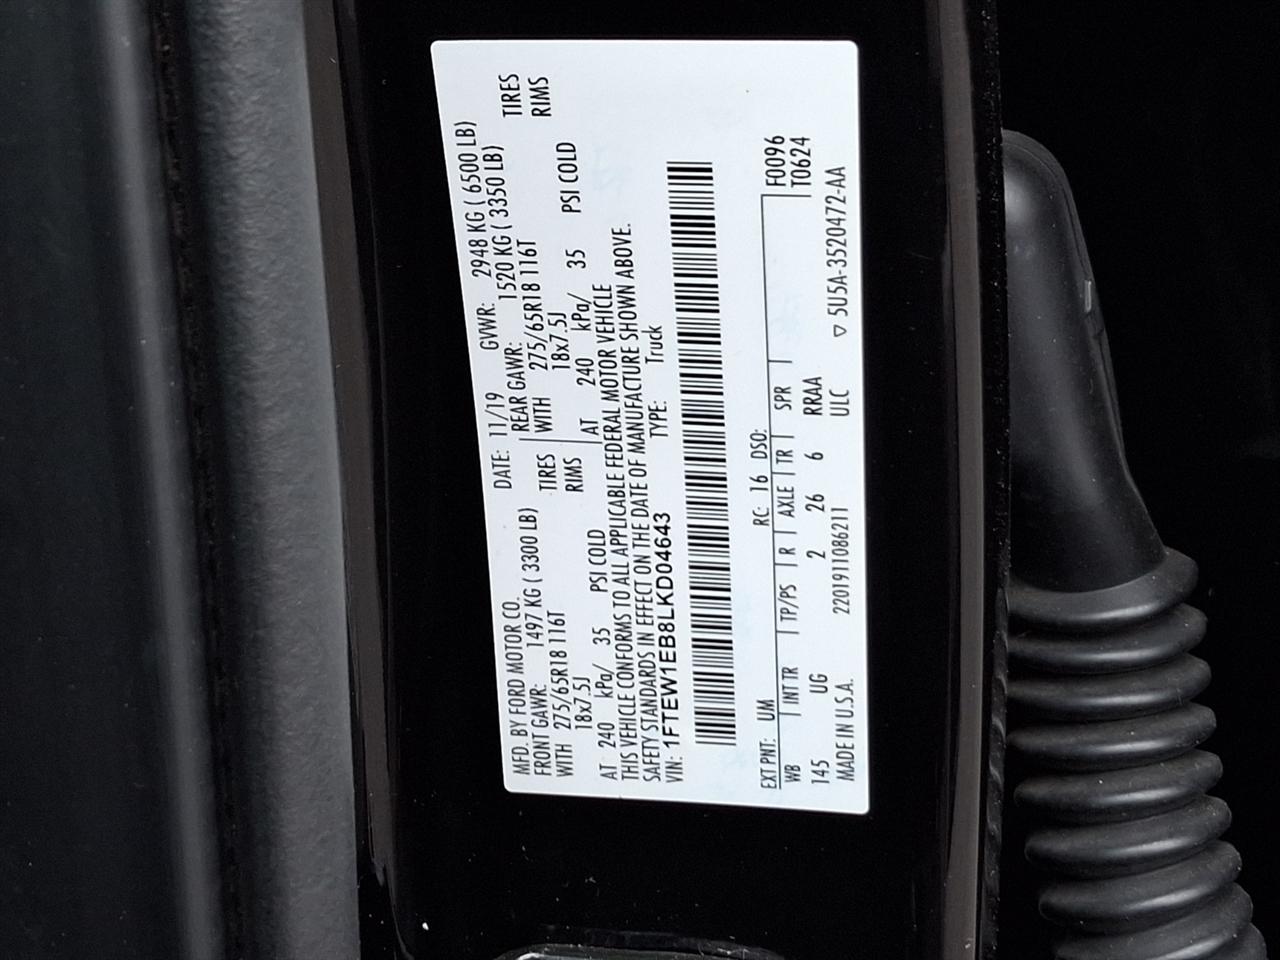 MFD. BY FORD MOTOR CO. DATE: 11/19 GVWR: 2948 KG ( 6500 LB)
FRONT GAWR: 1497 KG ( 3300 LB) REAR GAWR: 1520 KG ( 3350 LB)
WITH 275/65R18 116T TIRES WITH 275/65R18 116T TIRES
18x7.5J RIMS 18x7.5J RIMS
AT 240 kPa/ 35 PSI COLD AT 240 kPa/ 35 PSI COLD
THIS VEHICLE CONFORMS TO ALL APPLICABLE FEDERAL MOTOR VEHICLE
SAFETY STANDARDS IN EFFECT ON THE DATE OF MANUFACTURE SHOWN ABOVE.
VIN: 1FTEW1EB8LKD04643 TYPE: Truck
EXT PNT: UM RC: 16 DSO: F0096
WB INT TR TP/PS R AXLE TR SPR T0624
145 UG 2 26 6 RRAA
MADE IN U.S.A. 220191108621​1 ULC ▽ 5U5A-3520472-AA